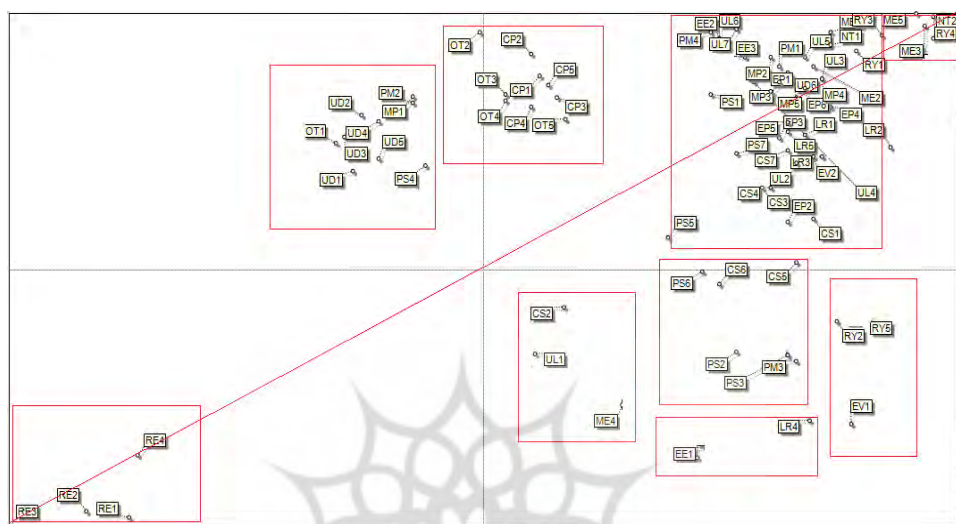 EE2
UL6
ME
RY3
ME5
NT2
OT2
CP2
PM4
UL7
UL5
NT1
RY4
EE3
PM1
ME3
UL3
RY1
OT3
CP5
MP2
EP1
UD6
CP1
PM2
MP3
MP4
ME2
UD2
MP1
PS1
MP5
CP3
OT4
CP4
OT5
EP4
OT1
UD4
EP5
EP3
LR1
LR2
UD5
PS7
LR5
UD3
CS7
LR3
EV2
UD1
PS4
UL2
CS4
UL4
CS3
EP2
PS5
CS1
CS6
CS5
PS6
CS2
RY5
RY2
UL1
PS2
PM3
PS3
EV1
ME4
LR4
RE4
EE1
RE2
RE1
RE3